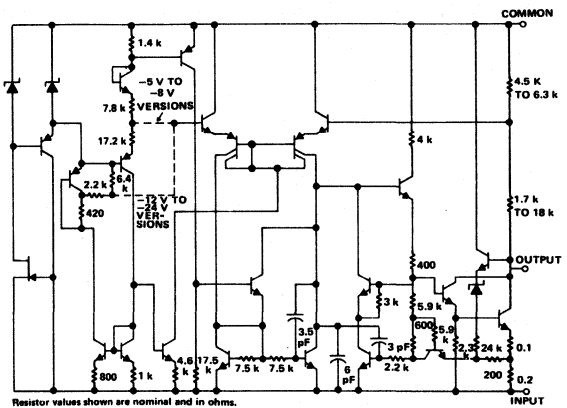 COMMON
1.4 k
−5 V TO
−8 V
VERSIONS
4.5 K
TO 6.3 k
7.8 k
4 k
17.2 k
6.4
k
2.2 k
−12 V TO
−24 V
VER-
SIONS
1.7 k
TO 18 k
420
OUTPUT
400
3 k
5.9 k
3.5
pF
600
5.9
k
3 pF
2.3 k
24 k
0.1
800
1 k
4.6
k
17.5 k
7.5 k
7.5 k
6
pF
2.2 k
200
0.2
INPUT
Resistor values shown are nominal and in ohms.